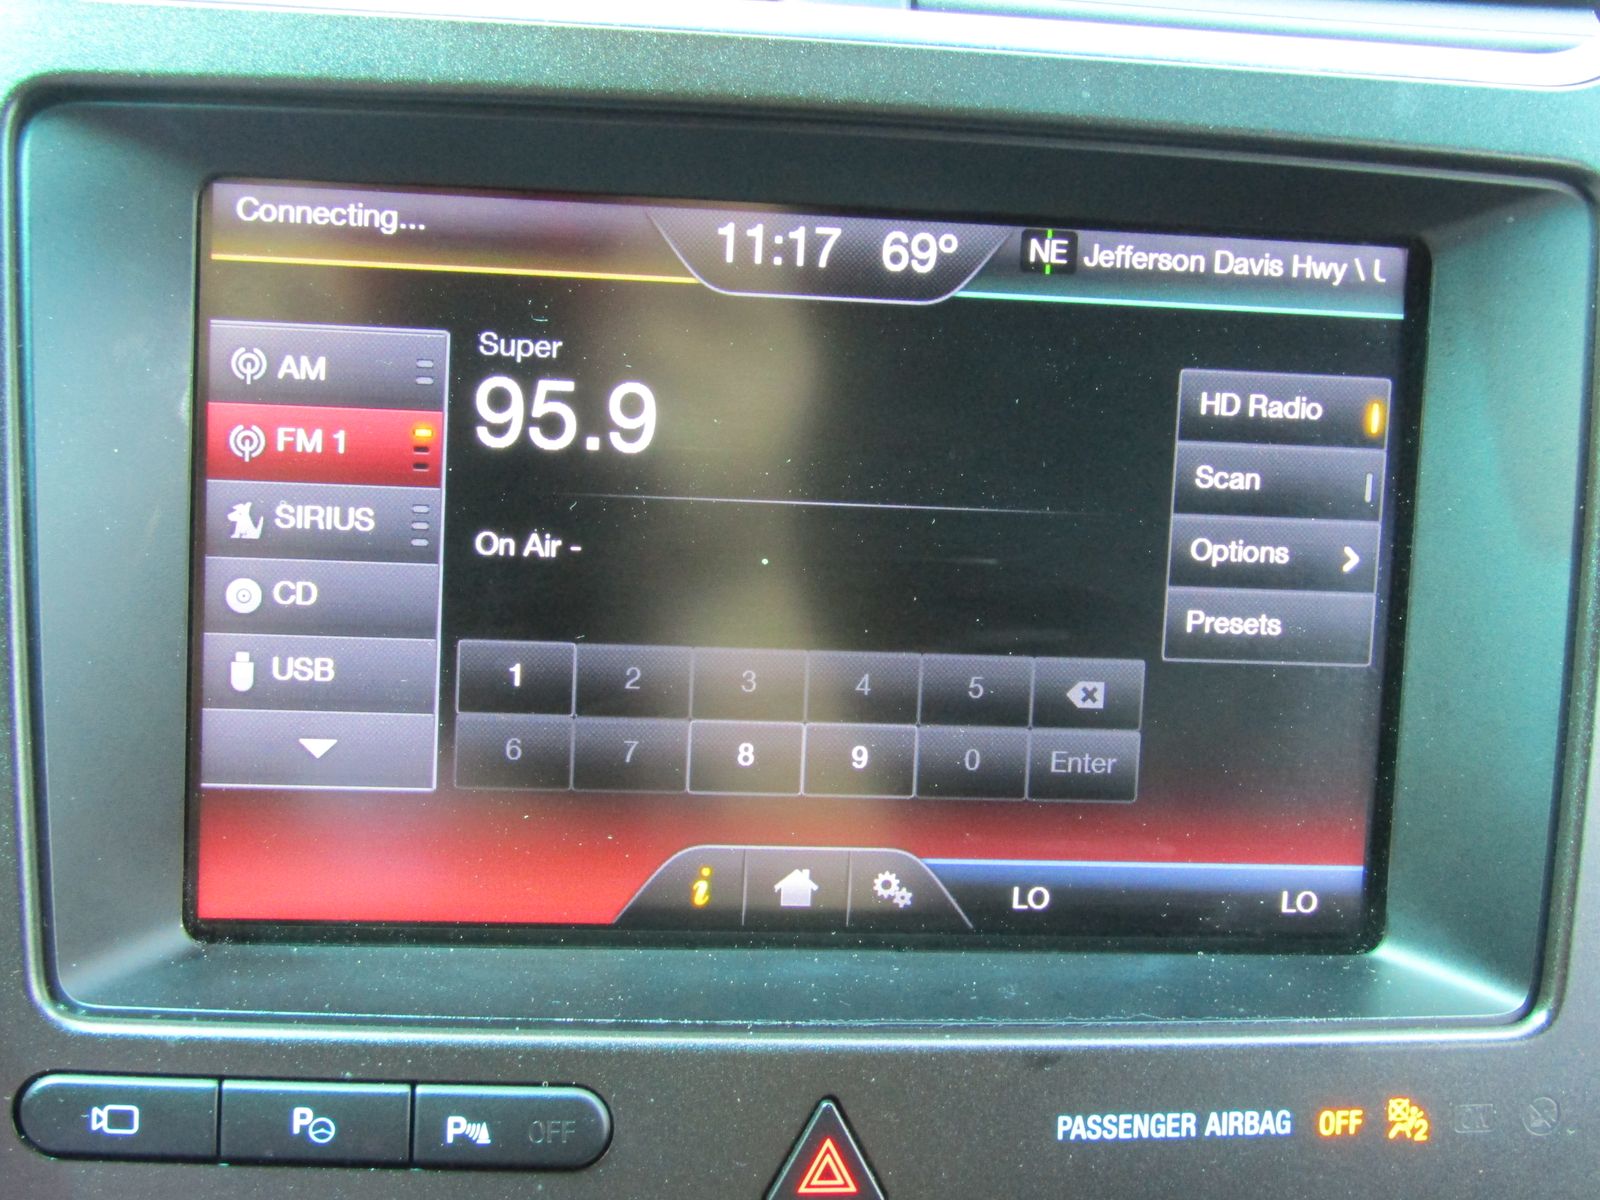 Connecting...
11:17 69°
NE Jefferson Davis Hwy \
AM
FM 1
SIRIUS
CD
USB
Super
95.9
On Air -
HD Radio
Scan
Options
Presets
1 2 3 4 5
6 7 8 9 0 Enter
i
LO LO
P P OFF
PASSENGER AIRBAG OFF 2